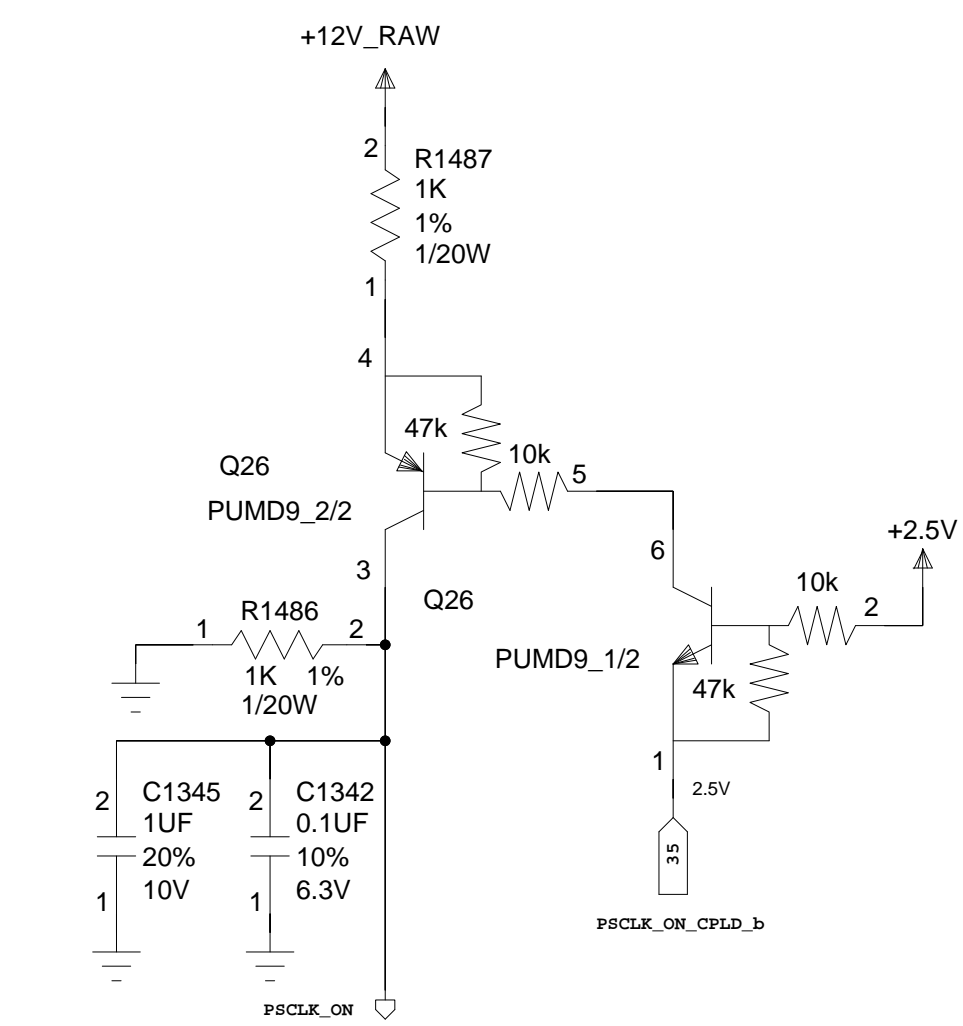 +12V_RAW
2
R1487
1K
1%
1/20W
1
4
47k
10k
5
Q26
PUMD9_2/2
+2.5V
6
3
10k
2
Q26
R1486
1
2
PUMD9_1/2
1K 1%
47k
1/20W
1
2.5V
2
C1345
1UF
20%
10V
1
2
C1342
0.1UF
10%
6.3V
1
35
PSCLK_ON_CPLD_b
PSCLK_ON